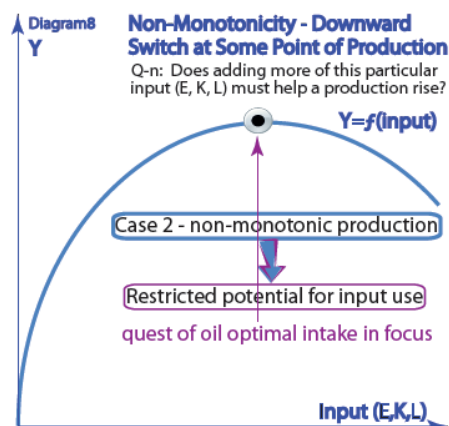 Diagram8
Y
Non-Monotonicity - Downward
Switch at Some Point of Production
Q-n: Does adding more of this particular
input (E, K, L) must help a production rise?
Y=ƒ(input)
Case 2 - non-monotonic production
Restricted potential for input use
quest of oil optimal intake in focus
Input (E,K,L)